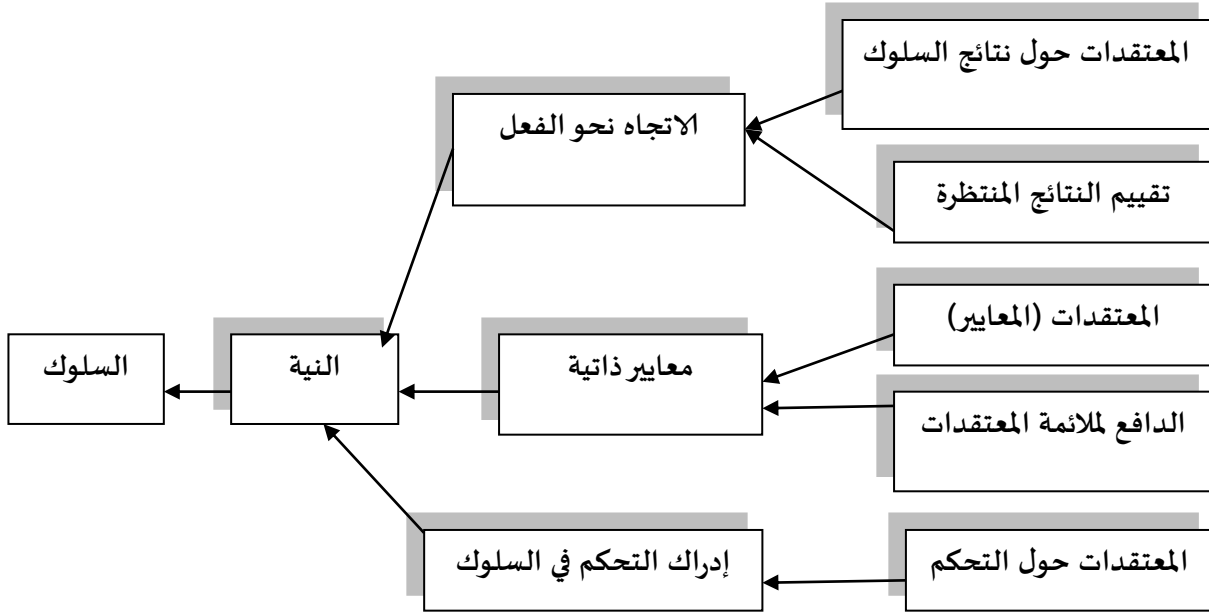 المعتقدات حول نتائج السلوك
الاتجاه نحو الفعل
تقييم النتائج المنتظرة
المعتقدات (المعايير)
معايير ذاتية
النية
السلوك
الدافع لملائمة المعتقدات
المعتقدات حول التحكم
إدراك التحكم في السلوك